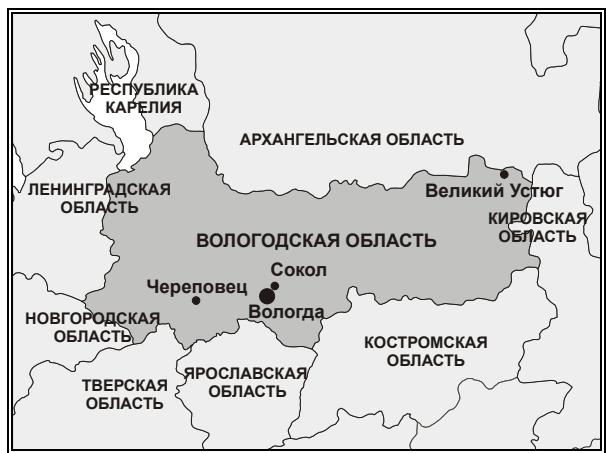 РЕСПУБЛИКА
КАРЕЛИЯ
АРХАНГЕЛЬСКАЯ ОБЛАСТЬ
ЛЕНИНГРАДСКАЯ
ОБЛАСТЬ
Великий Устюг
КИРОВСКАЯ
ОБЛАСТЬ
ВОЛОГОДСКАЯ ОБЛАСТЬ
Сокол
Череповец
Вологда
НОВГОРОДСКАЯ
ОБЛАСТЬ
КОСТРОМСКАЯ
ОБЛАСТЬ
ТВЕРСКАЯ
ОБЛАСТЬ
ЯРОСЛАВСКАЯ
ОБЛАСТЬ